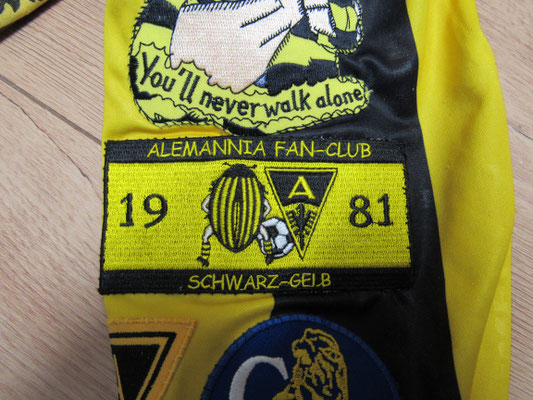 You'll never walk alone
ALEMANNIA FAN-CLUB
19 A 81
SCHWARZ-GELB